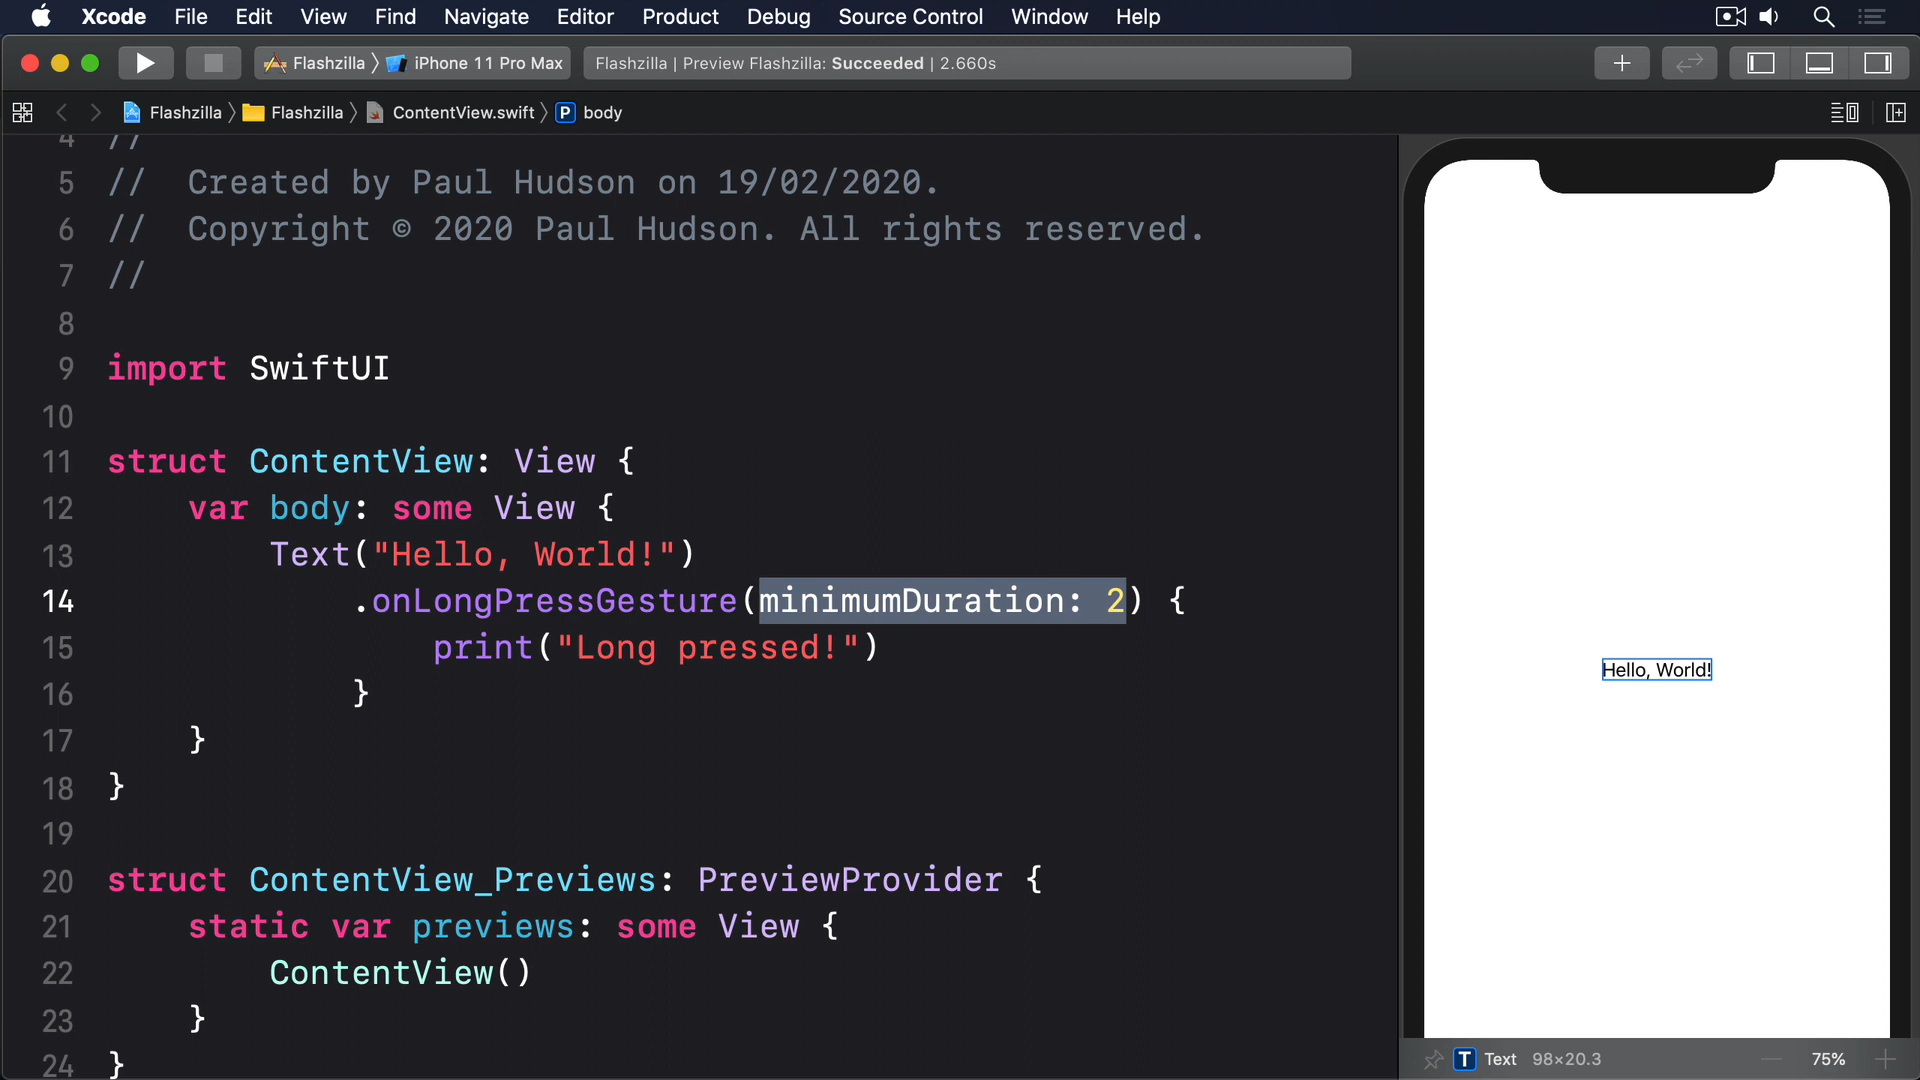 Xcode File Edit View Find Navigate Editor Product Debug Source Control Window Help
Flashzilla iPhone 11 Pro Max Flashzilla | Preview Flashzilla: Succeeded | 2.660s
Flashzilla Flashzilla ContentView.swift P body
4 //
5 //  Created by Paul Hudson on 19/02/2020.
6 //  Copyright © 2020 Paul Hudson. All rights reserved.
7 //
8
9 import SwiftUI
10
11 struct ContentView: View {
12     var body: some View {
13         Text("Hello, World!")
14             .onLongPressGesture(minimumDuration: 2) {
15                 print("Long pressed!")
16             }
17     }
18 }
19
20 struct ContentView_Previews: PreviewProvider {
21     static var previews: some View {
22         ContentView()
23     }
24 }
Hello, World!
T Text 98×20.3 75%